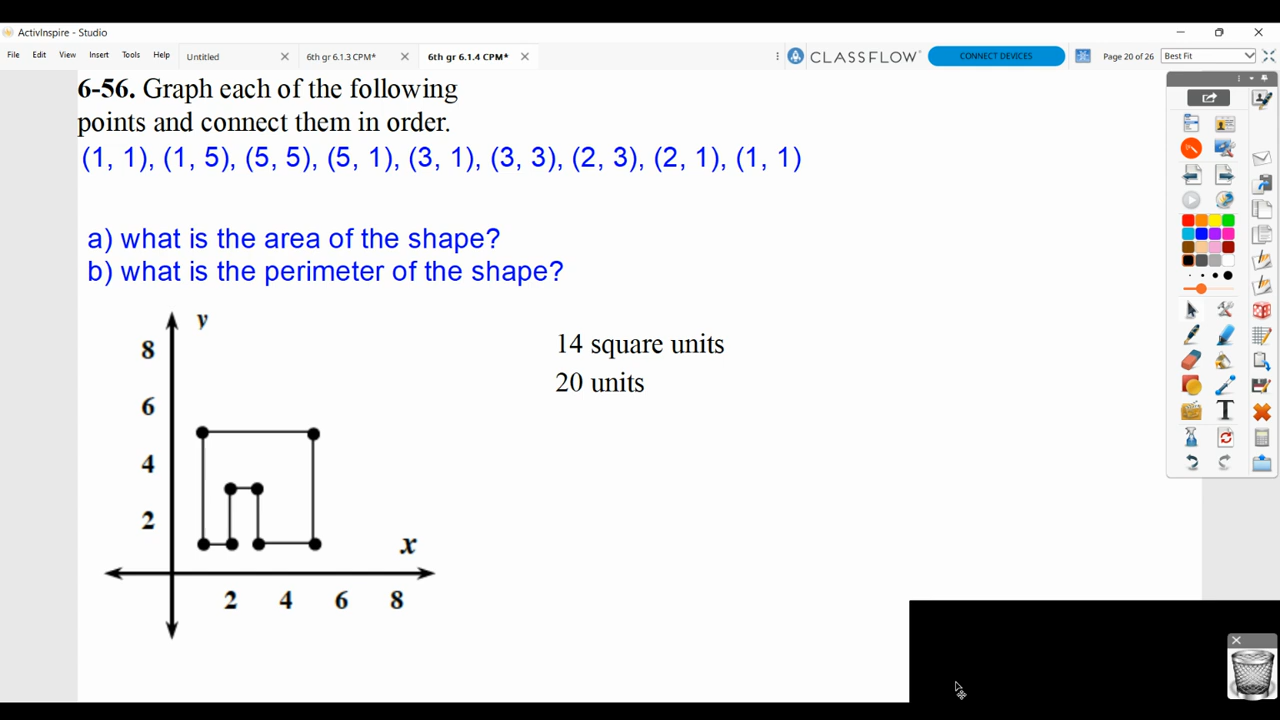 ActivInspire - Studio
File Edit View Insert Tools Help Untitled 6th gr 6.1.3 CPM* 6th gr 6.1.4 CPM* CLASSFLOW CONNECT DEVICES Page 20 of 26 Best Fit
6-56. Graph each of the following
points and connect them in order.
(1, 1), (1, 5), (5, 5), (5, 1), (3, 1), (3, 3), (2, 3), (2, 1), (1, 1)
a) what is the area of the shape?
b) what is the perimeter of the shape?
y
8
6
4
2
x
2 4 6 8
14 square units
20 units
T